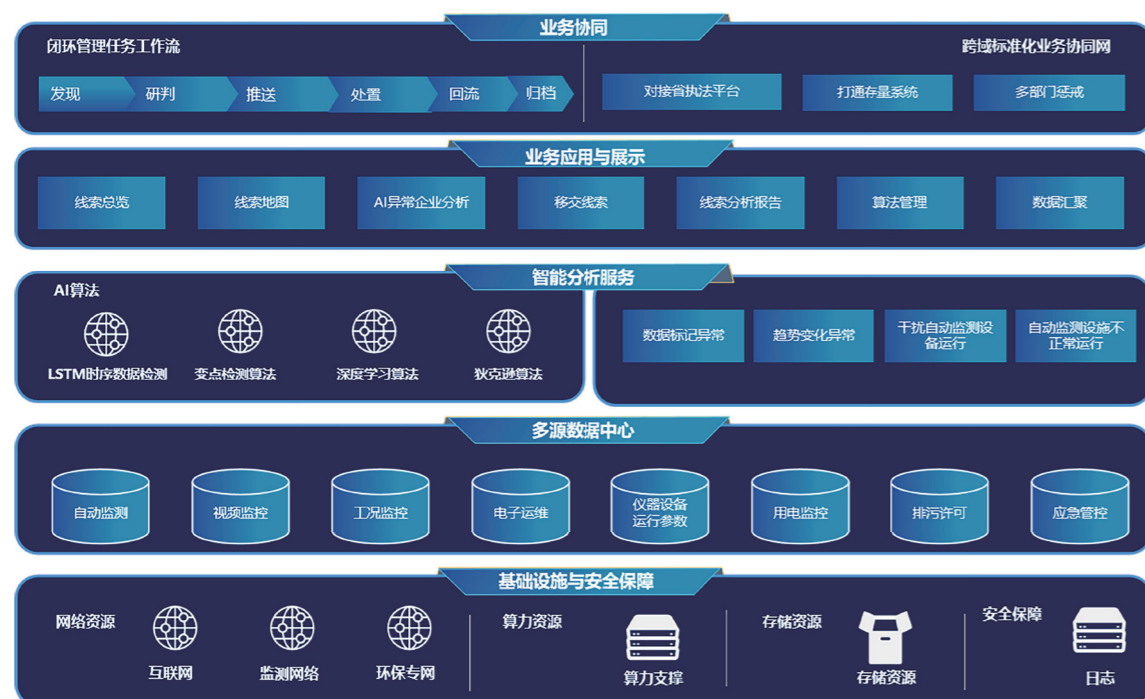 业务协同
闭环管理任务工作流
跨域标准化业务协同网
发现
研判
推送
处置
回流
归档
对接省执法平台
打通存量系统
多部门惩戒
业务应用与展示
线索总览
线索地图
AI异常企业分析
移交线索
线索分析报告
算法管理
数据汇聚
智能分析服务
AI算法
LSTM时序数据检测
变点检测算法
深度学习算法
狄克逊算法
数据标记异常
趋势变化异常
干扰自动监测设
备运行
自动监测设施不
正常运行
多源数据中心
自动监测
视频监控
工况监控
电子运维
仪器设备
运行参数
用电监控
排污许可
应急管控
基础设施与安全保障
网络资源
互联网
监测网络
环保专网
算力资源
算力支撑
存储资源
存储资源
安全保障
日志